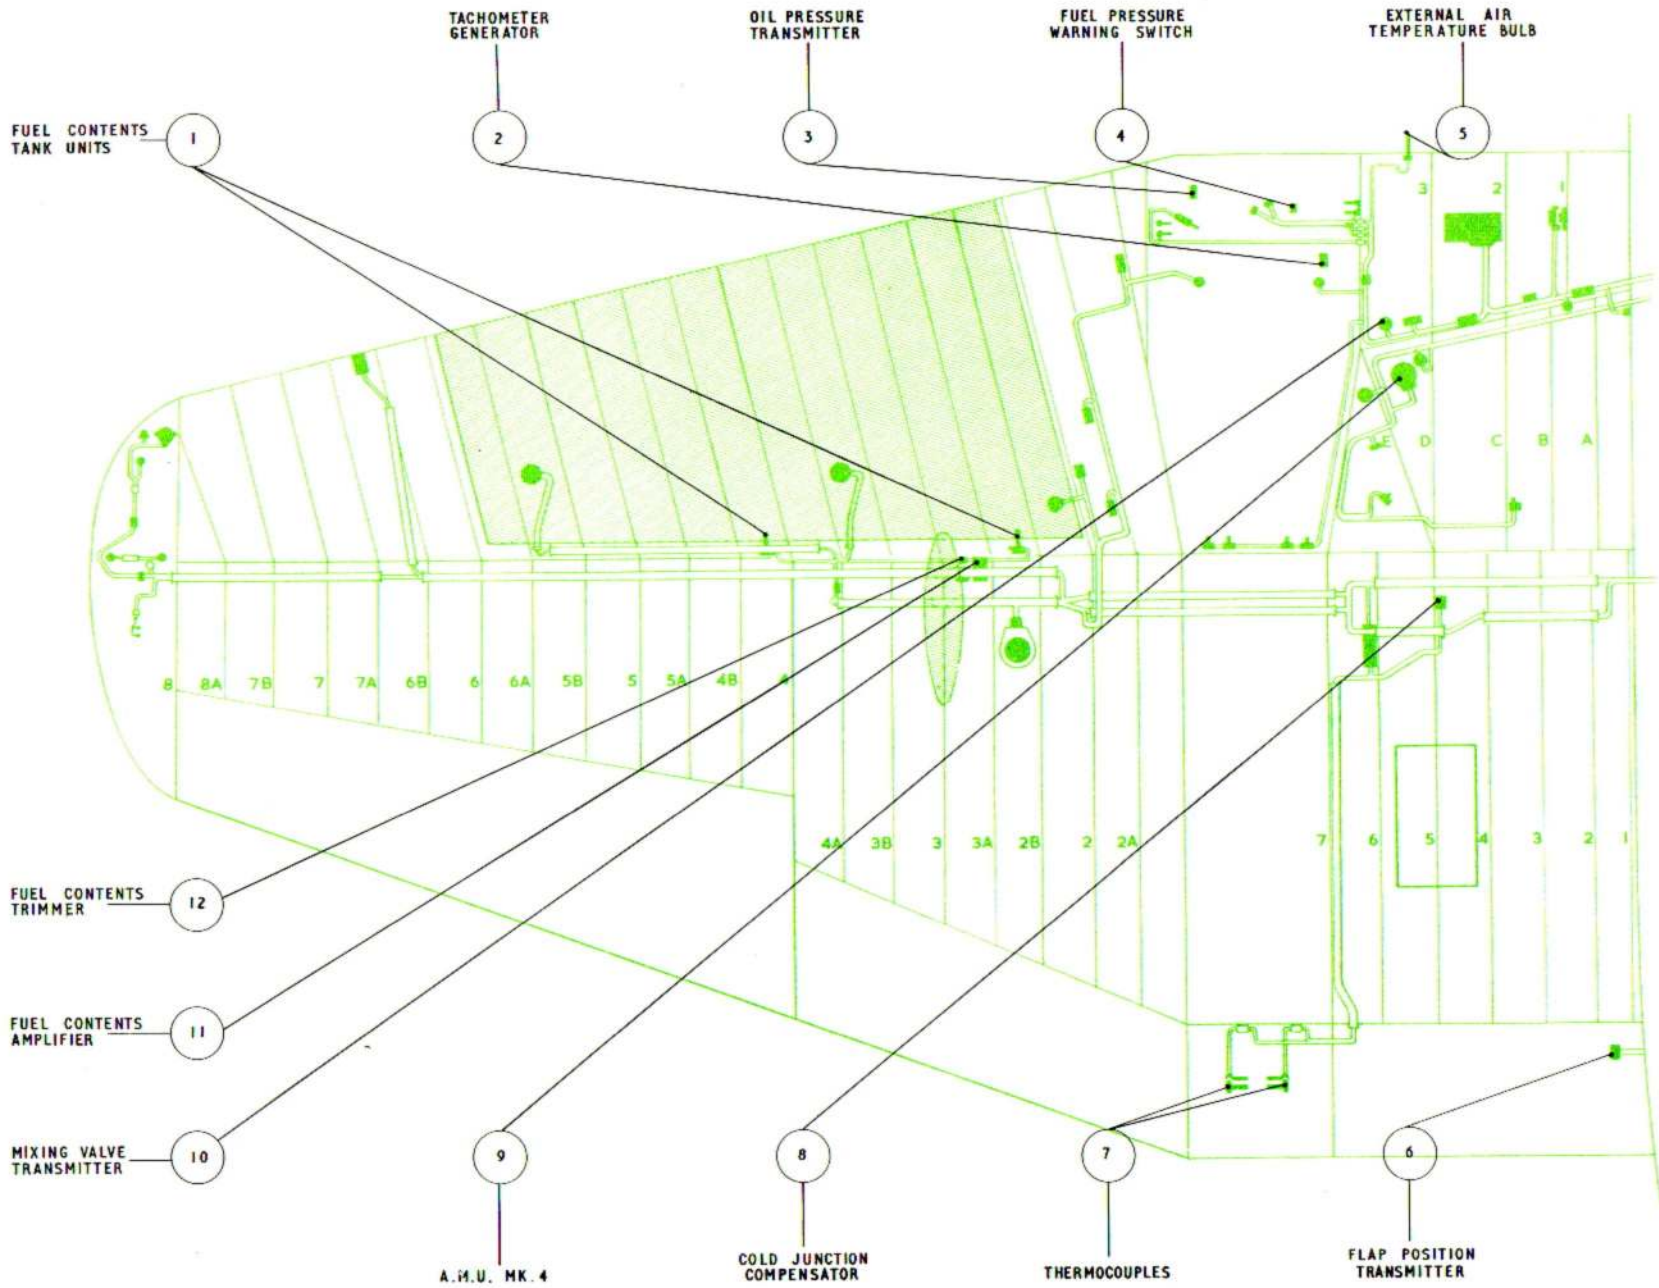 TACHOMETER
GENERATOR
OIL PRESSURE
TRANSMITTER
FUEL PRESSURE
WARNING SWITCH
EXTERNAL AIR
TEMPERATURE BULB
FUEL CONTENTS
TANK UNITS
1
2
3
4
5
3 2 1
E D C B A
8 8A 7B 7 7A 6B 6 6A 5B 5 5A 4B 4
4A 3B 3 3A 2B 2 2A 7 6 5 4 3 2 1
FUEL CONTENTS
TRIMMER
12
FUEL CONTENTS
AMPLIFIER
11
MIXING VALVE
TRANSMITTER
10
9
8
7
6
A.M.U. MK. 4
COLD JUNCTION
COMPENSATOR
THERMOCOUPLES
FLAP POSITION
TRANSMITTER